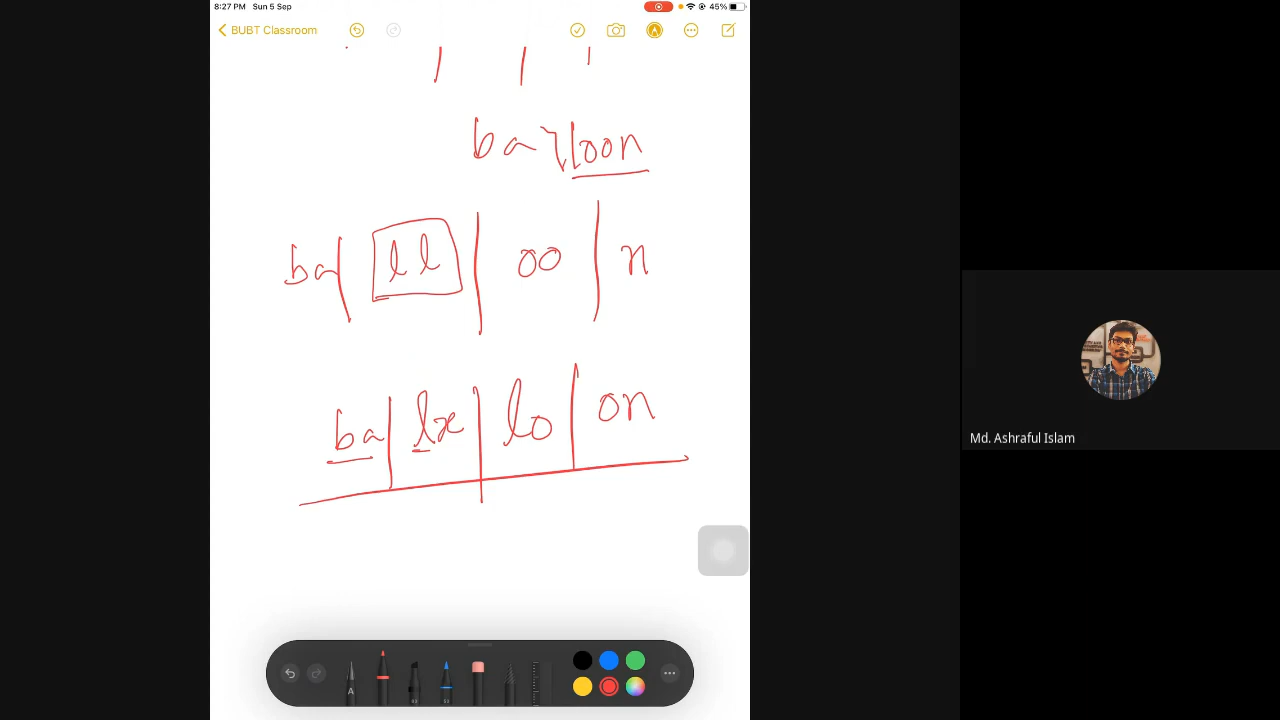 8:27 PM Sun 5 Sep 45%
BUBT Classroom
balloon
ba | ll | oo | n
ba | lx | lo | on
Md. Ashraful Islam
A